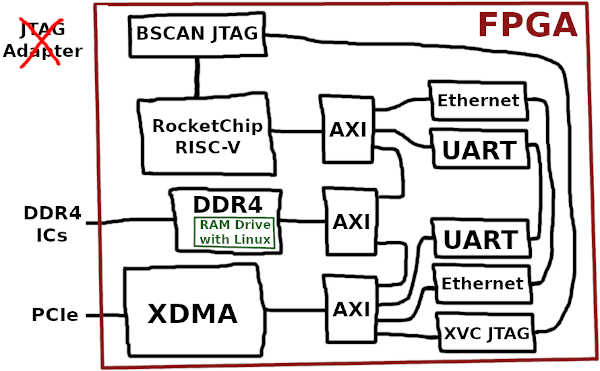 FPGA
JTAG
Adapter
BSCAN JTAG
RocketChip
RISC-V
AXI
Ethernet
UART
DDR4
ICs
DDR4
RAM Drive
with Linux
AXI
UART
Ethernet
PCIe
XDMA
AXI
XVC JTAG